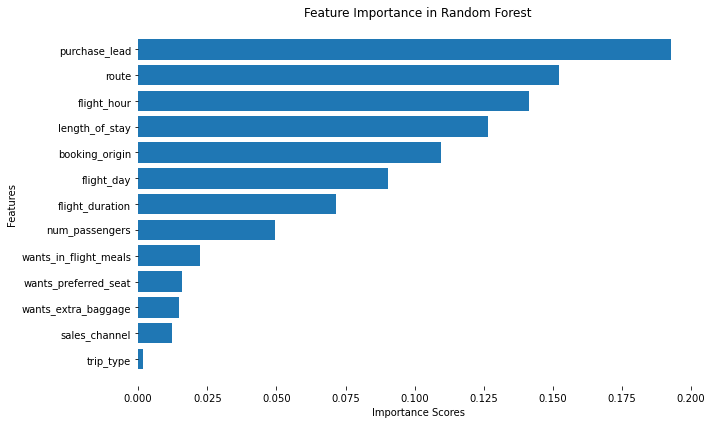 Feature Importance in Random Forest
Features
purchase_lead
route
flight_hour
length_of_stay
booking_origin
flight_day
flight_duration
num_passengers
wants_in_flight_meals
wants_preferred_seat
wants_extra_baggage
sales_channel
trip_type
0.000 0.025 0.050 0.075 0.100 0.125 0.150 0.175 0.200
Importance Scores